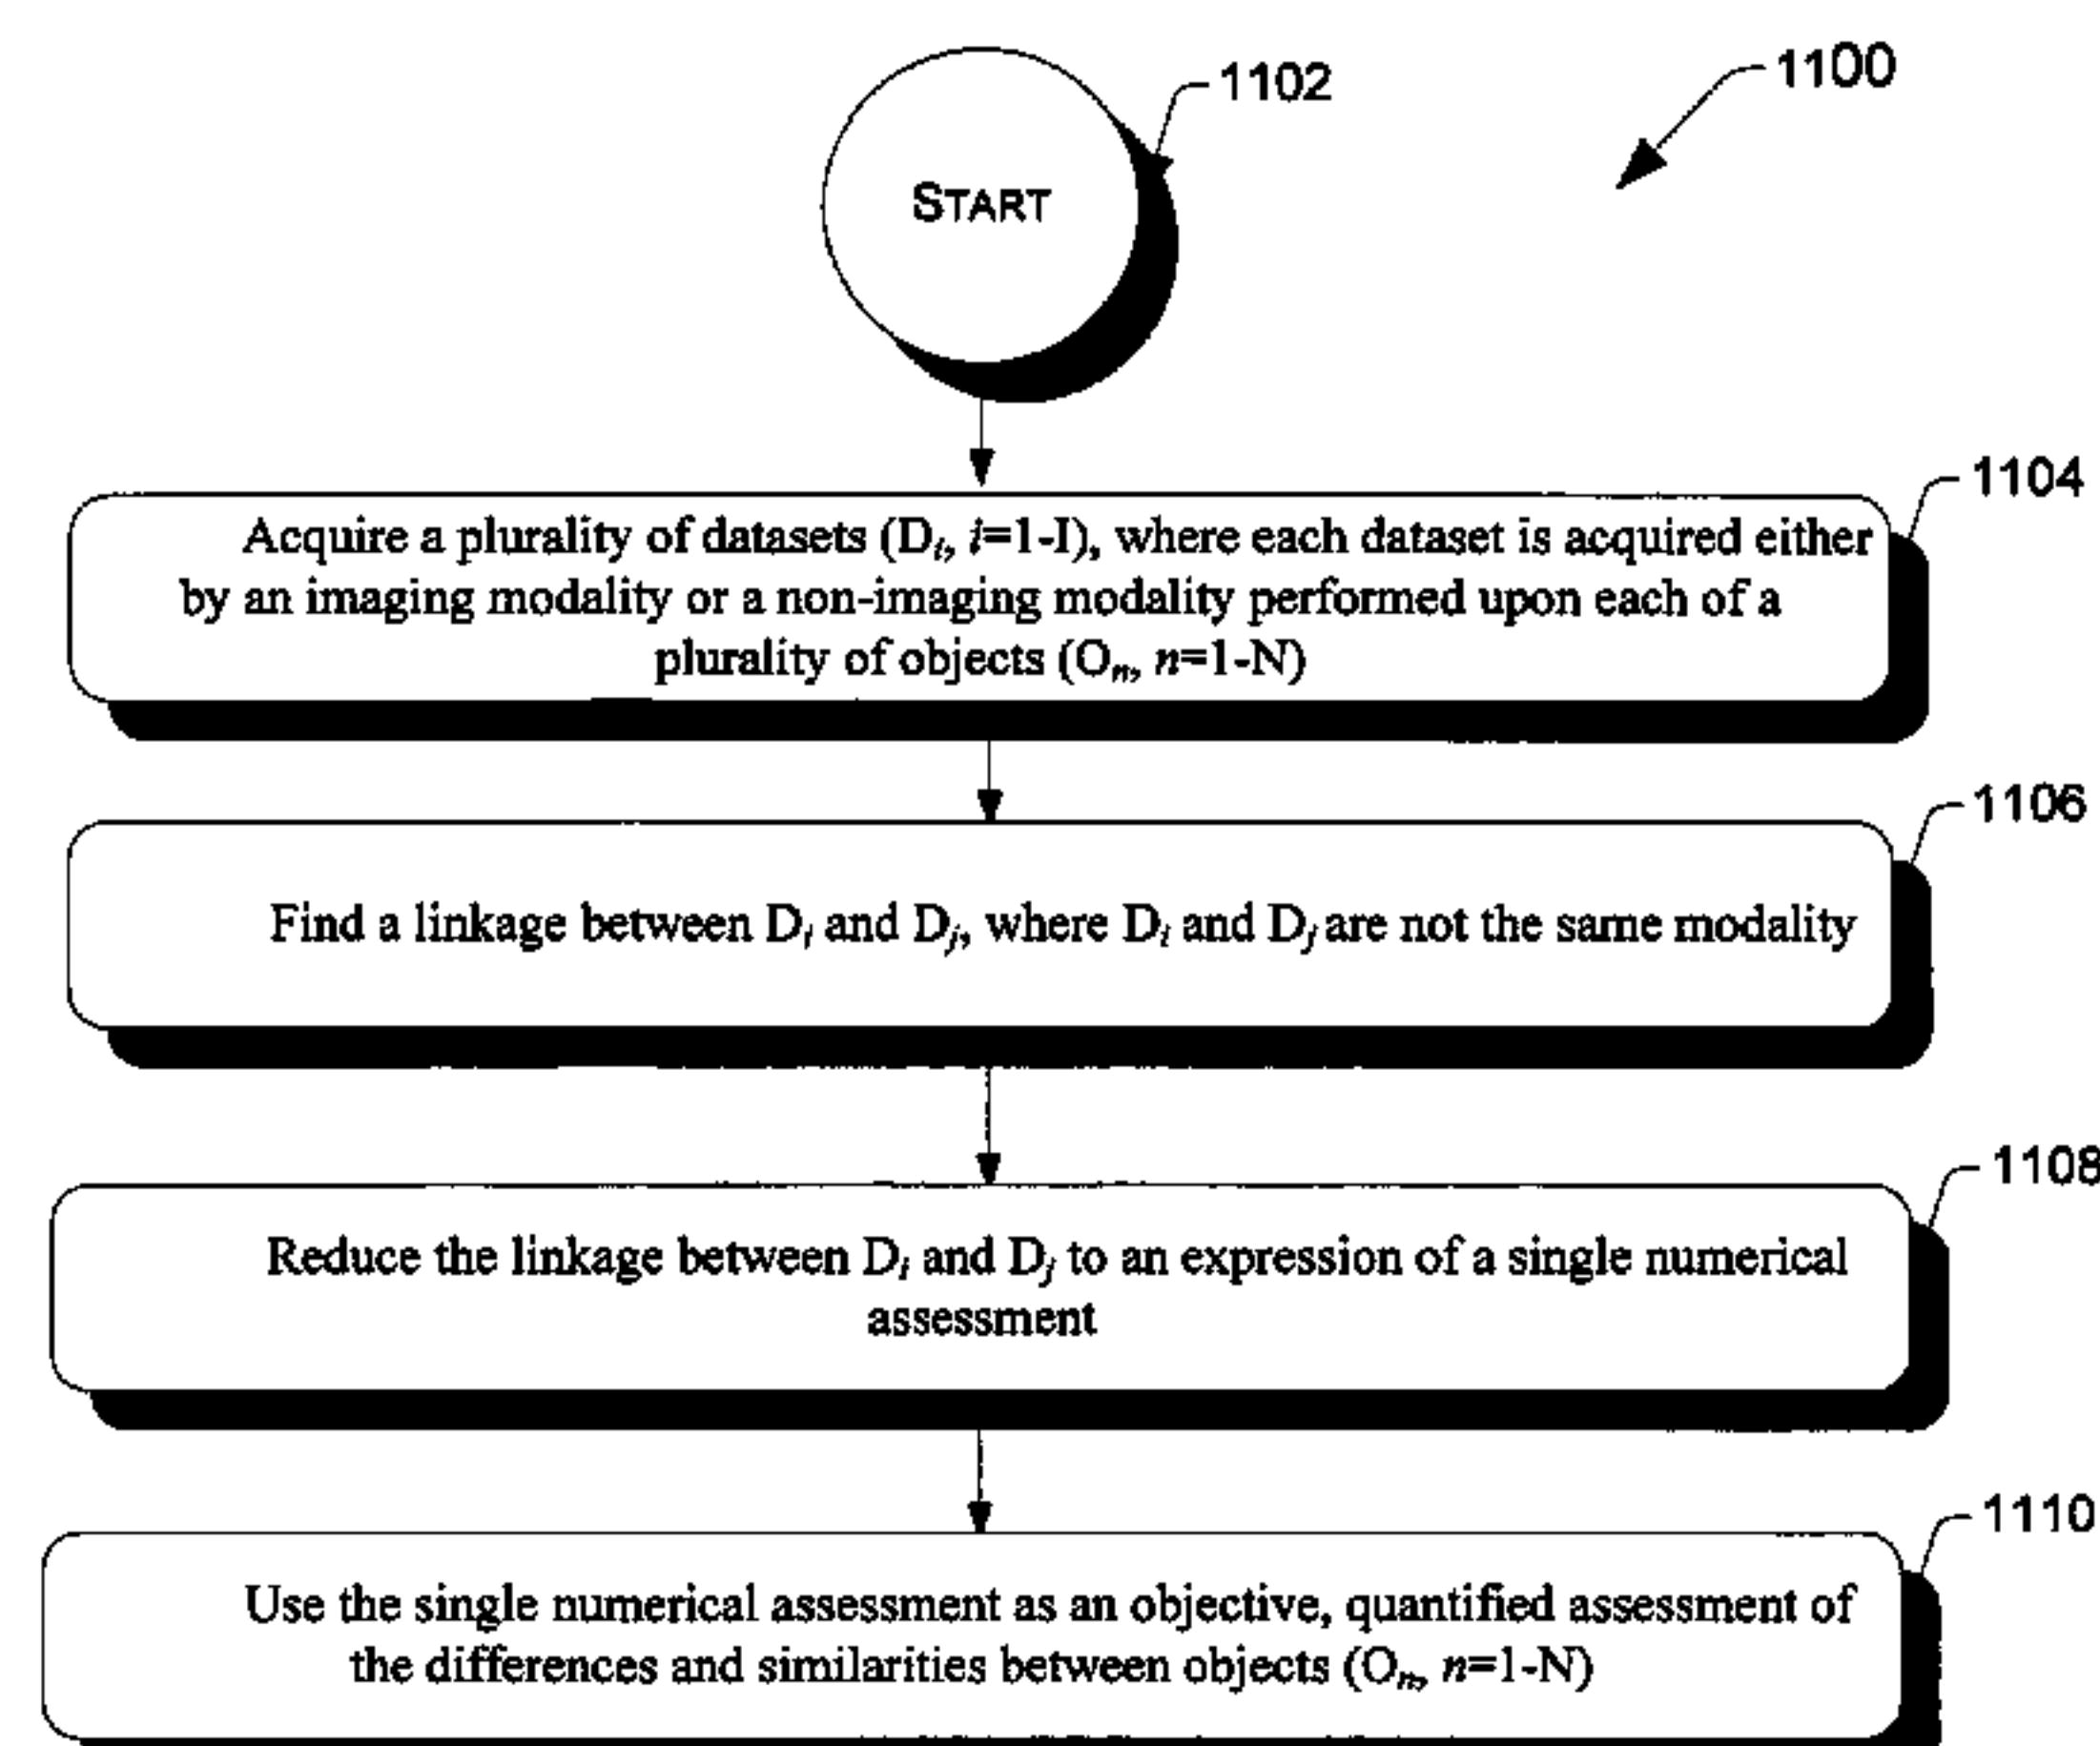 1100
1102
START
1104
Acquire a plurality of datasets (Di, i=1-I), where each dataset is acquired either
by an imaging modality or a non-imaging modality performed upon each of a
plurality of objects (On, n=1-N)
1106
Find a linkage between Di and Dj, where Di and Dj are not the same modality
1108
Reduce the linkage between Di and Dj to an expression of a single numerical
assessment
1110
Use the single numerical assessment as an objective, quantified assessment of
the differences and similarities between objects (On, n=1-N)